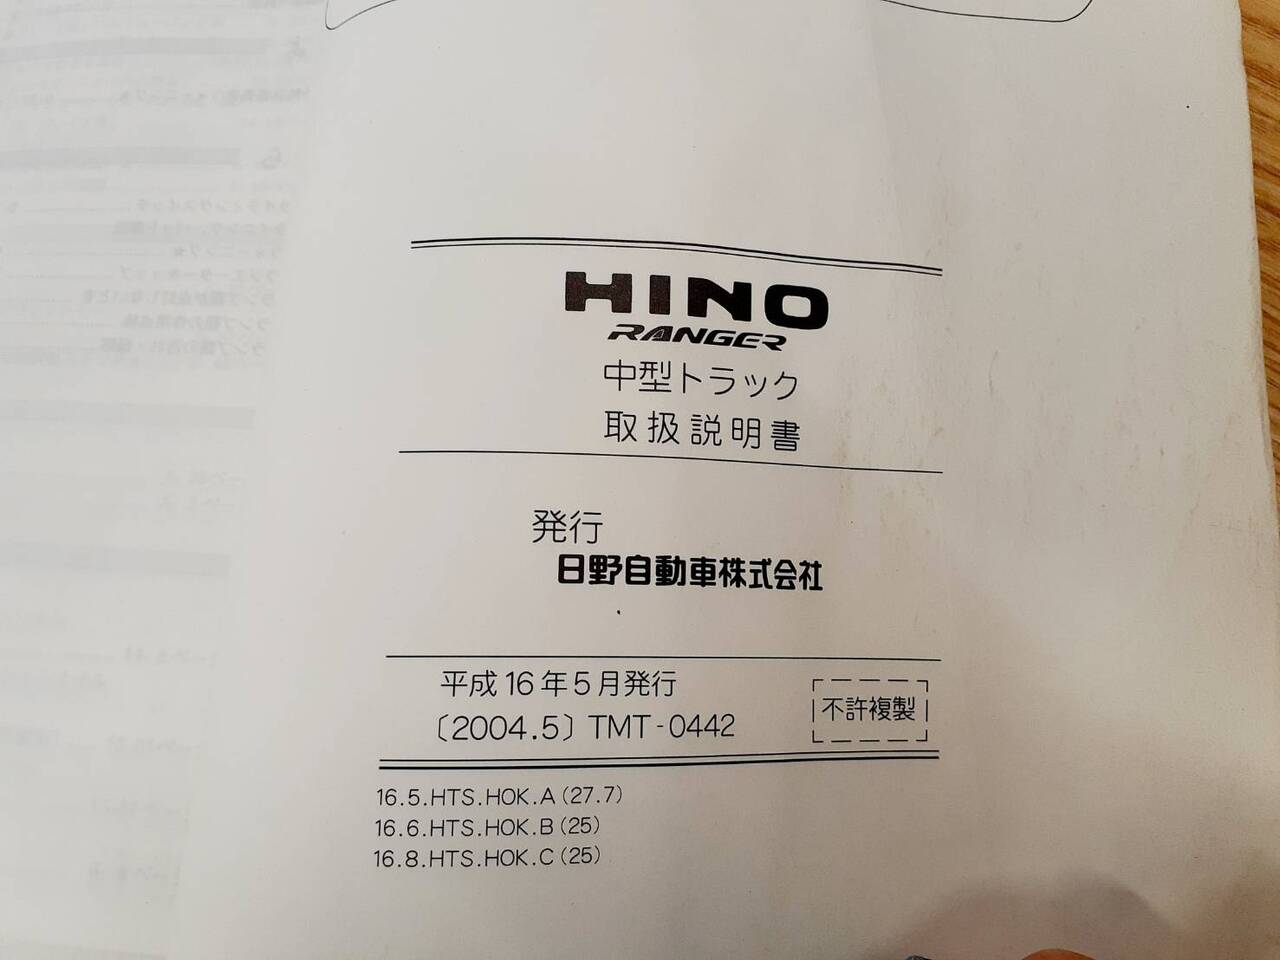 HINO
RANGER
中型トラック
取扱説明書
発行
日野自動車株式会社
平成16年5月発行
〔2004.5〕TMT-0442
不許複製
16.5.HTS.HOK.A(27.7)
16.6.HTS.HOK.B(25)
16.8.HTS.HOK.C(25)